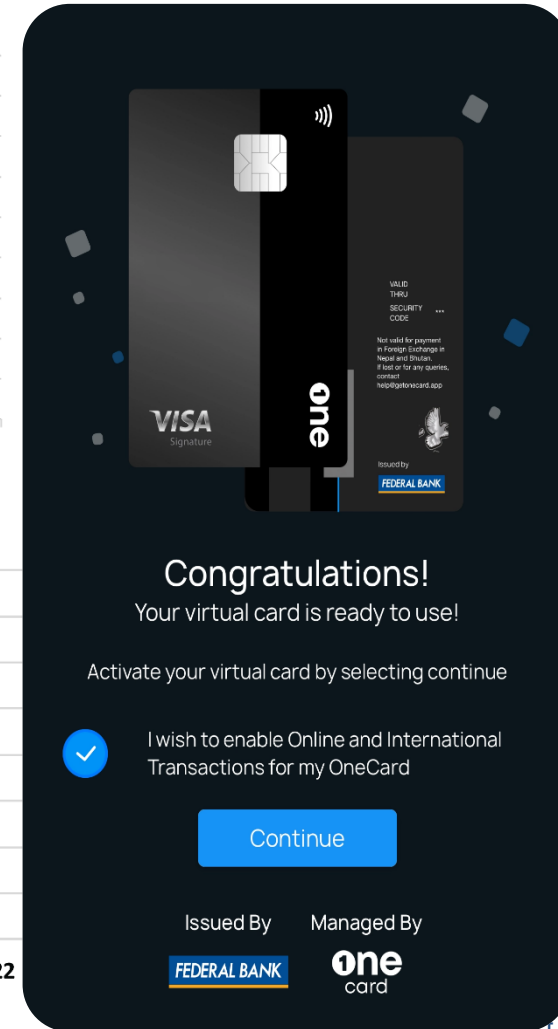 VALID
THRU
SECURITY ***
CODE
Not valid for payment
in Foreign Exchange in
Nepal and Bhutan.
If lost or for any queries,
contact
help@getonecard.app
VISA
Signature
one
Issued by
FEDERAL BANK
Congratulations!
Your virtual card is ready to use!
Activate your virtual card by selecting continue
I wish to enable Online and International
Transactions for my OneCard
Continue
Issued By Managed By
22
FEDERAL BANK one
card